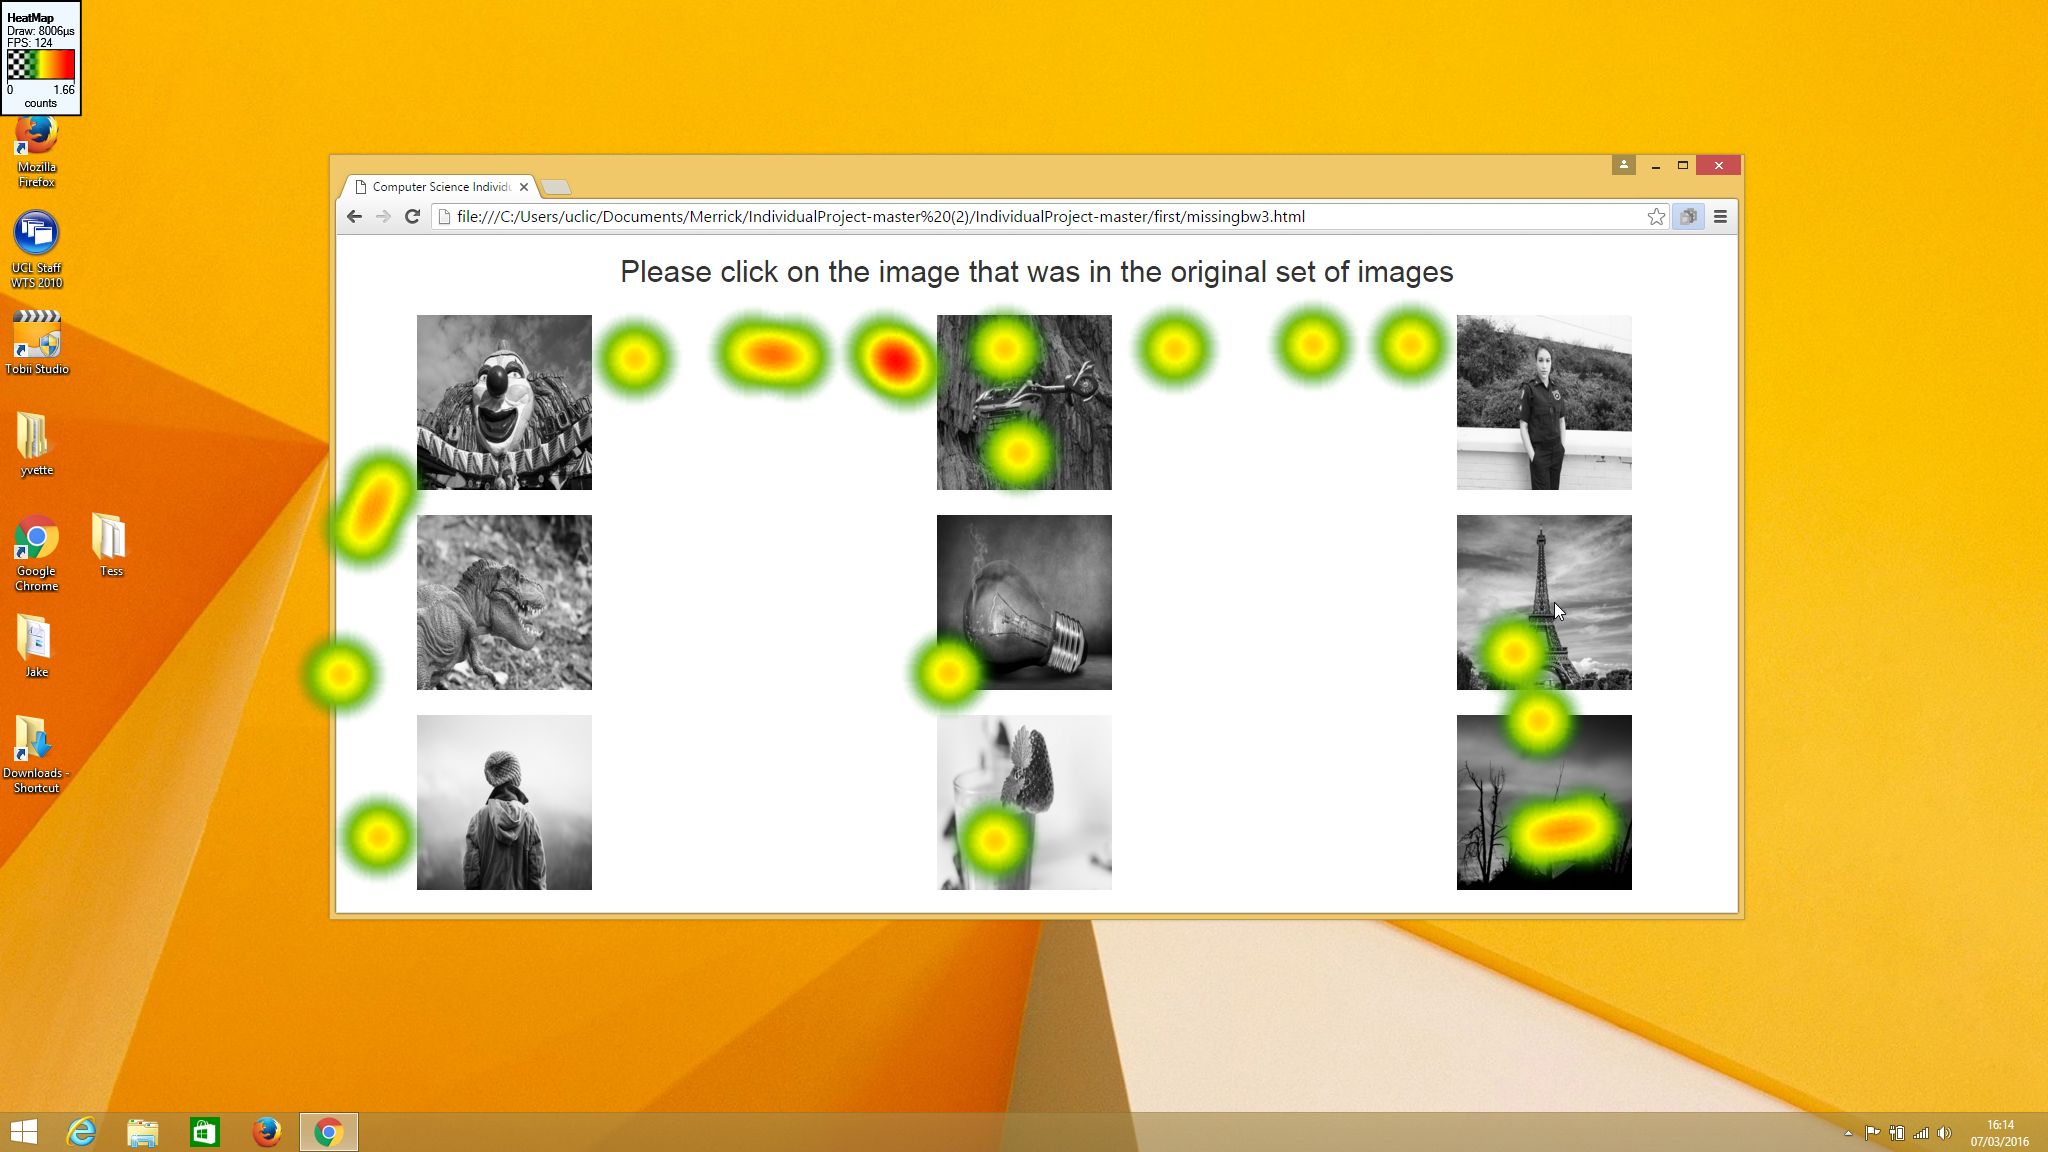 HeatMap
Draw: 8006µs
FPS: 124
0 1.66
counts
Mozilla
Firefox
UCL Staff
WTS 2010
Tobii Studio
yvette
Google
Chrome
Tess
Jake
Downloads -
Shortcut
Computer Science Individu
file:///C:/Users/uclic/Documents/Merrick/IndividualProject-master%20(2)/IndividualProject-master/first/missingbw3.html
Please click on the image that was in the original set of images
16:14
07/03/2016